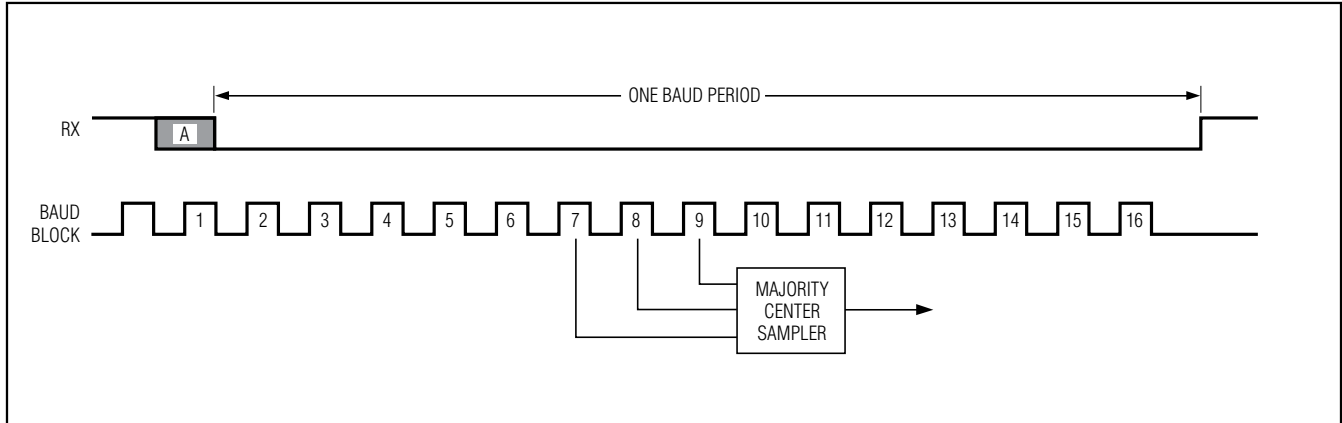 ONE BAUD PERIOD
RX
A
BAUD
BLOCK
1 2 3 4 5 6 7 8 9 10 11 12 13 14 15 16
MAJORITY
CENTER
SAMPLER